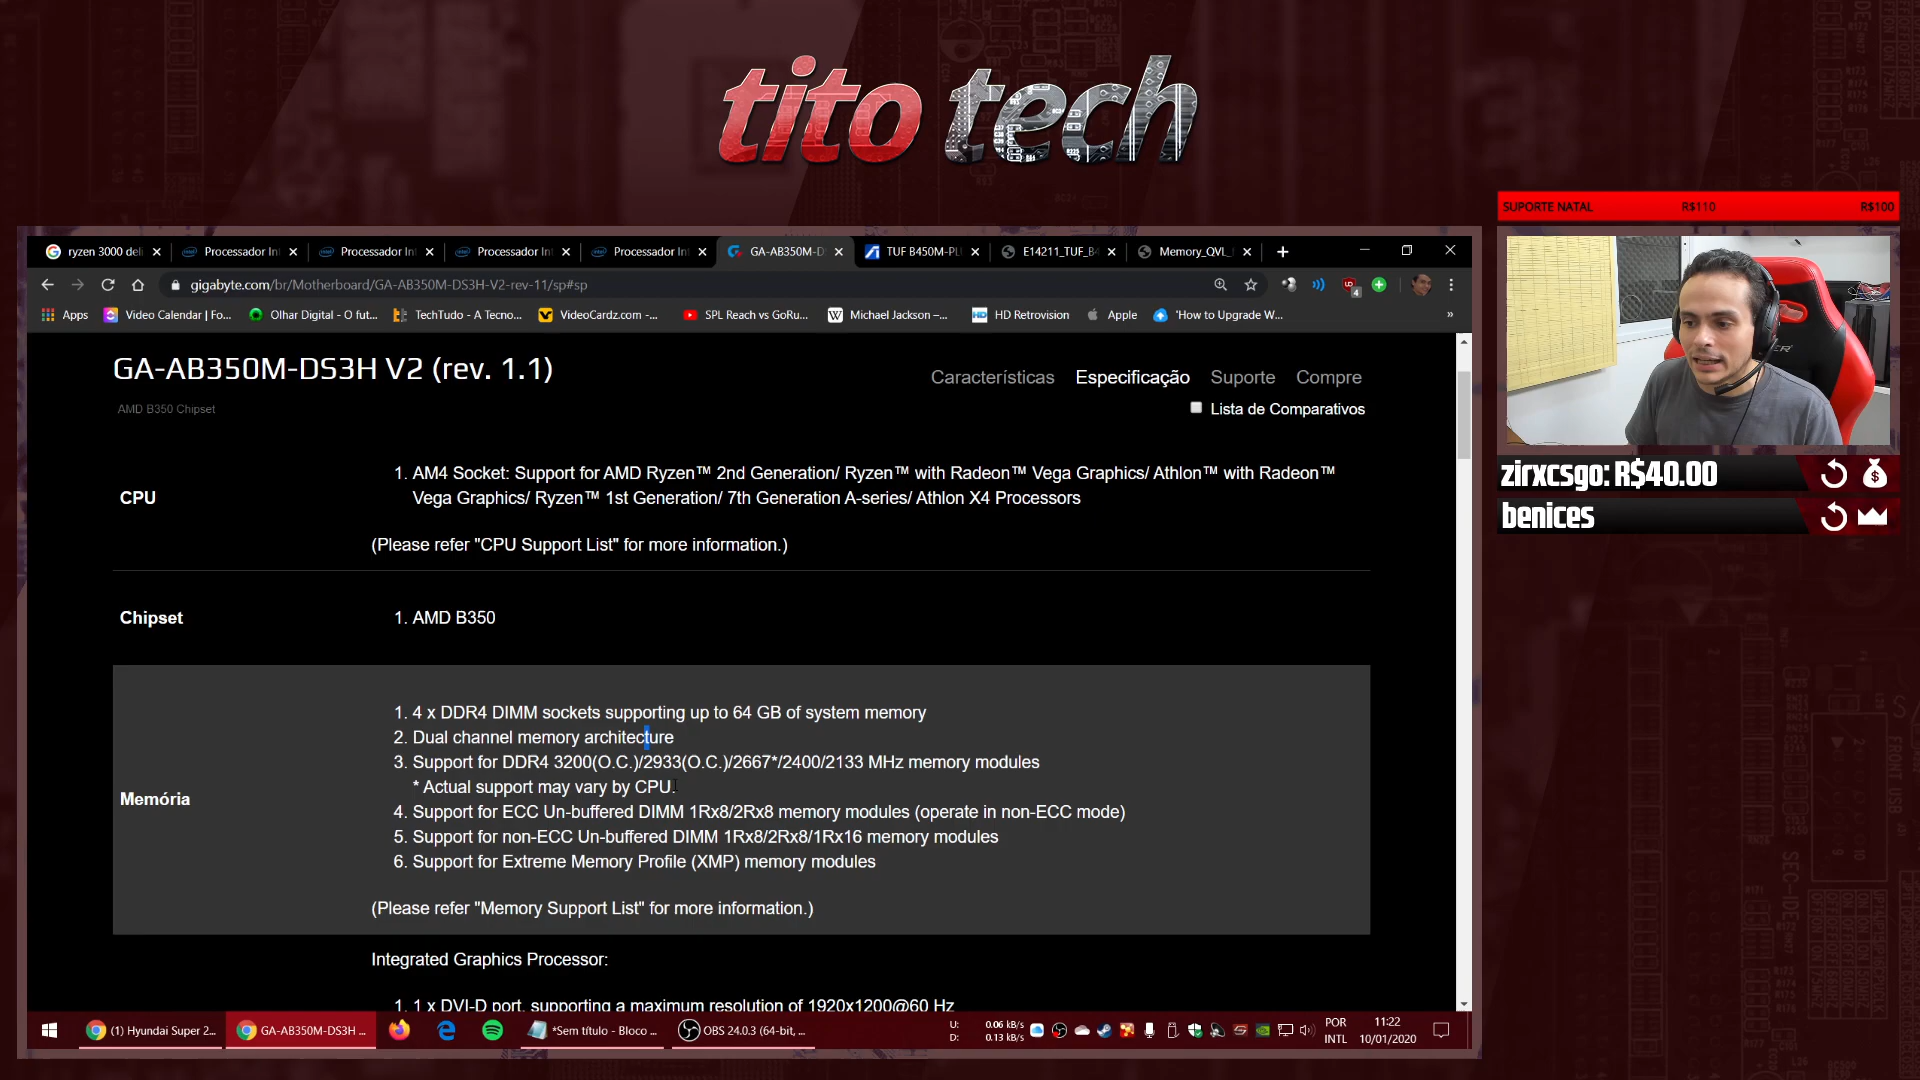 tito tech
SUPORTE NATAL R$110 R$100
ryzen 3000 deli
Processador Int
Processador Int
Processador Int
Processador Int
GA-AB350M-D
TUF B450M-PL
E14211_TUF_B4
Memory_QVL_
gigabyte.com/br/Motherboard/GA-AB350M-DS3H-V2-rev-11/sp#sp
4
Apps
Video Calendar | Fo...
Olhar Digital - O fut...
TechTudo - A Tecno...
VideoCardz.com -...
SPL Reach vs GoRu...
Michael Jackson –...
HD Retrovision
Apple
'How to Upgrade W...
»
GA-AB350M-DS3H V2 (rev. 1.1)
Características Especificação Suporte Compre
AMD B350 Chipset
Lista de Comparativos
CPU
1. AM4 Socket: Support for AMD Ryzen™ 2nd Generation/ Ryzen™ with Radeon™ Vega Graphics/ Athlon™ with Radeon™
Vega Graphics/ Ryzen™ 1st Generation/ 7th Generation A-series/ Athlon X4 Processors
(Please refer "CPU Support List" for more information.)
Chipset
1. AMD B350
Memória
1. 4 x DDR4 DIMM sockets supporting up to 64 GB of system memory
2. Dual channel memory architecture
3. Support for DDR4 3200(O.C.)/2933(O.C.)/2667*/2400/2133 MHz memory modules
* Actual support may vary by CPU.
4. Support for ECC Un-buffered DIMM 1Rx8/2Rx8 memory modules (operate in non-ECC mode)
5. Support for non-ECC Un-buffered DIMM 1Rx8/2Rx8/1Rx16 memory modules
6. Support for Extreme Memory Profile (XMP) memory modules
(Please refer "Memory Support List" for more information.)
Integrated Graphics Processor:
1. 1 x DVI-D port, supporting a maximum resolution of 1920x1200@60 Hz
zirxcsgo: R$40.00
benices
(1) Hyundai Super 2...
GA-AB350M-DS3H ...
*Sem título - Bloco ...
OBS 24.0.3 (64-bit, ...
U: 0.06 kB/s
D: 0.13 kB/s
POR
INTL
11:22
10/01/2020